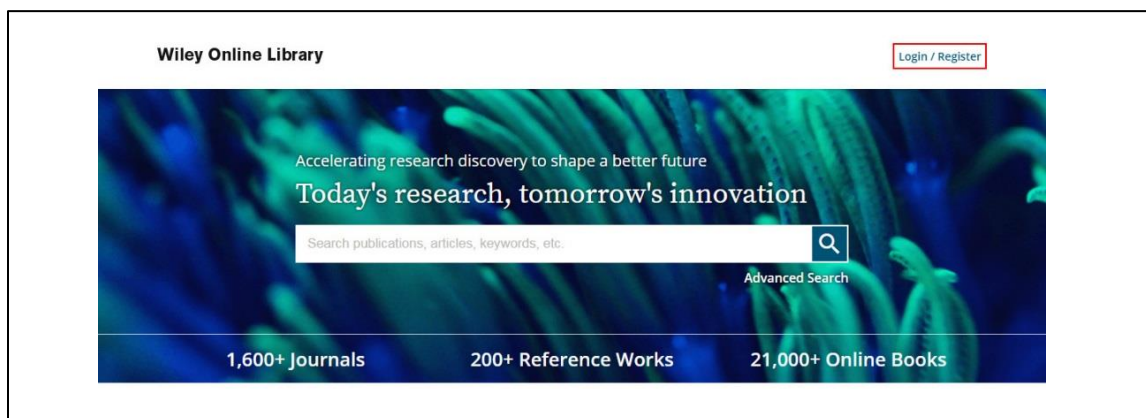 Wiley Online Library
Login / Register
Accelerating research discovery to shape a better future
Today's research, tomorrow's innovation
Search publications, articles, keywords, etc.
Advanced Search
1,600+ Journals
200+ Reference Works
21,000+ Online Books